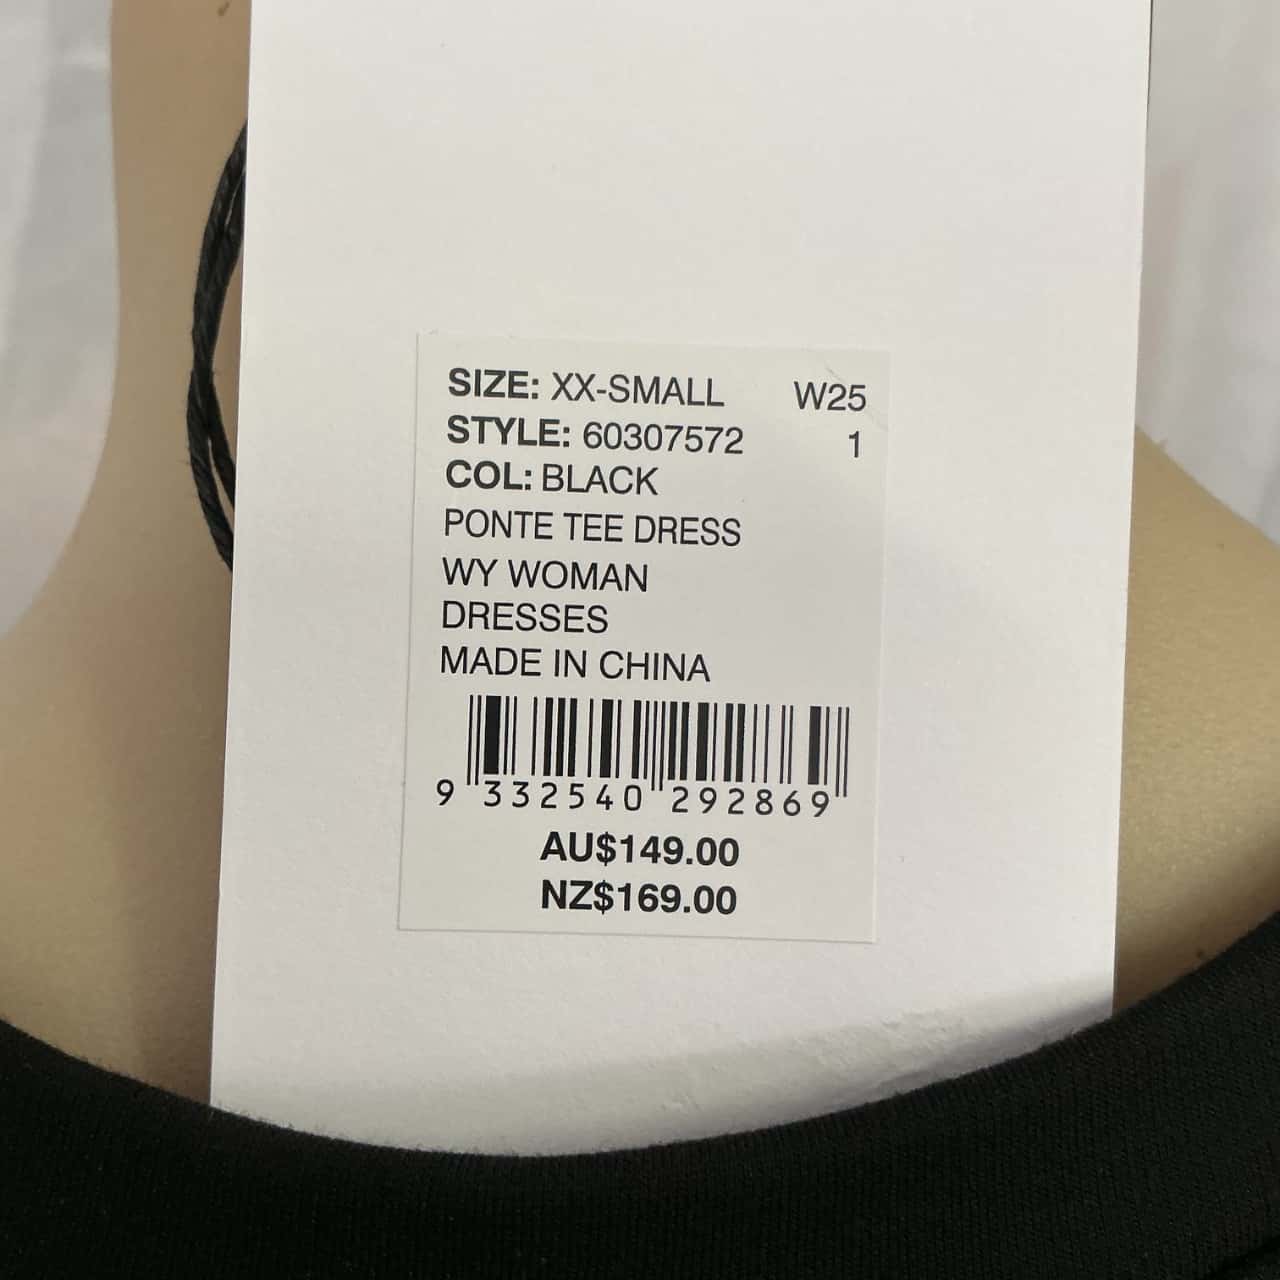 SIZE: XX-SMALL W25
STYLE: 60307572 1
COL: BLACK
PONTE TEE DRESS
WY WOMAN
DRESSES
MADE IN CHINA
9 332540 292869
AU$149.00
NZ$169.00